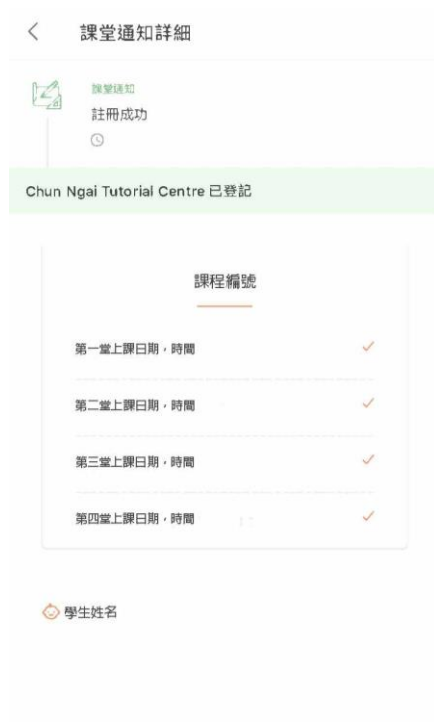 課堂通知詳細
課堂通知
註冊成功
Chun Ngai Tutorial Centre 已登記
課程編號
第一堂上課日期，時間
第二堂上課日期，時間
第三堂上課日期，時間
第四堂上課日期，時間
學生姓名